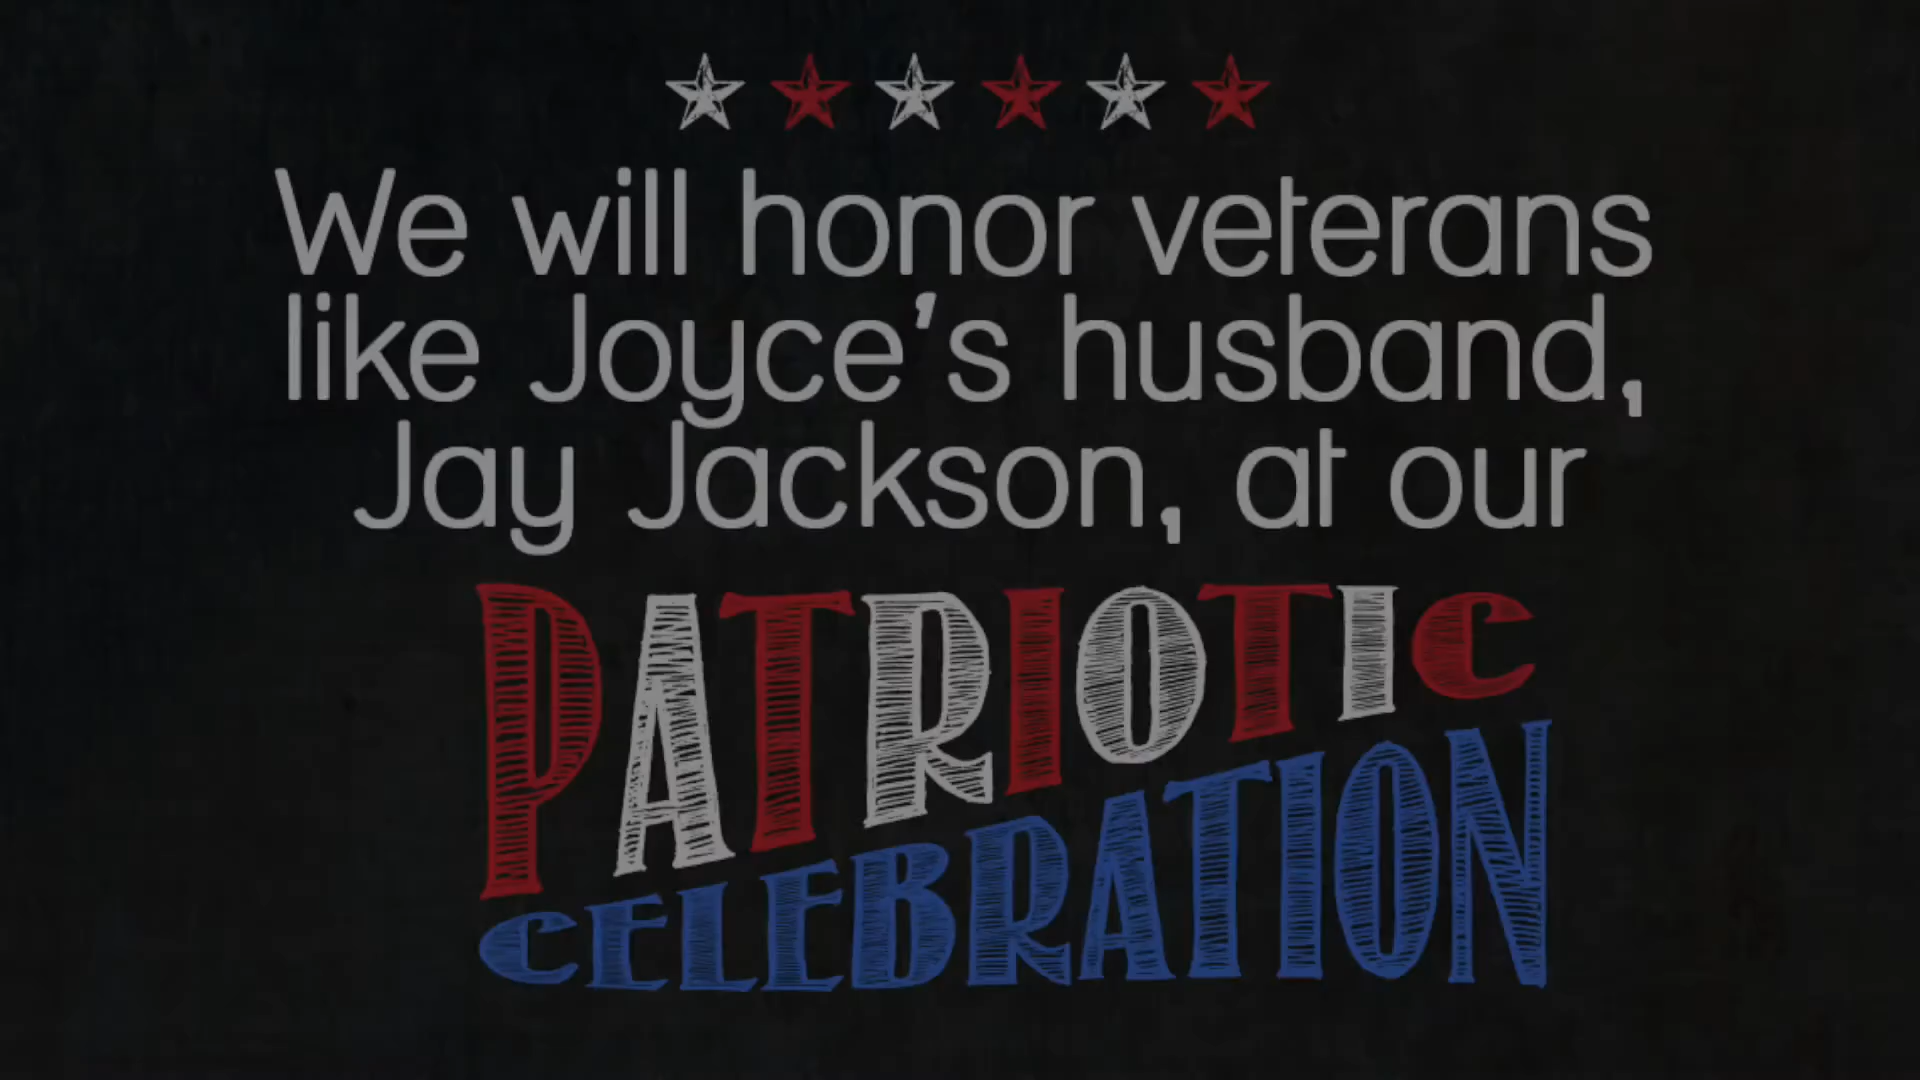 We will honor veterans
like Joyce's husband,
Jay Jackson, at our
PATRIOTIC
CELEBRATION